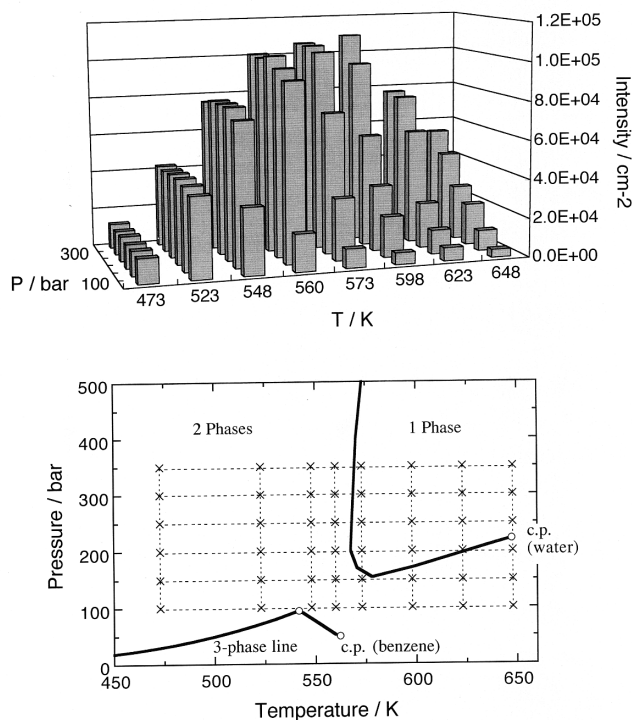 1.2E+05
1.0E+05
8.0E+04
6.0E+04
4.0E+04
2.0E+04
0.0E+00
Intensity / cm-2
300
100
P / bar
473 523 548 560 573 598 623 648
T / K
500
400
300
200
100
0
Pressure / bar
2 Phases
1 Phase
c.p.
(water)
3-phase line
c.p. (benzene)
450 500 550 600 650
Temperature / K